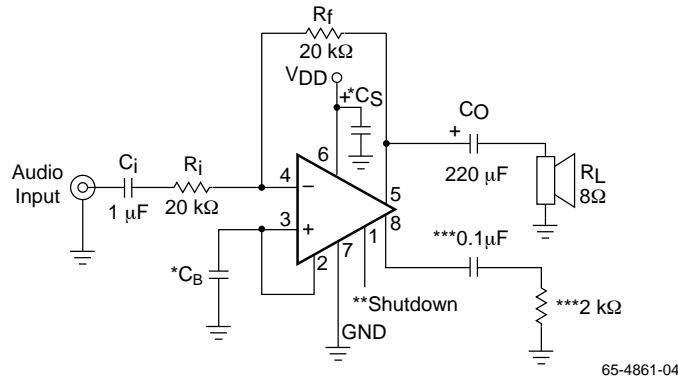 Rf
20 kΩ
VDD
+
*CS
CO
+
220 µF
RL
8Ω
Audio
Input
Ci
1 µF
Ri
20 kΩ
4
–
6
3
+
5
8
2
7
1
*CB
**Shutdown
GND
***0.1µF
***2 kΩ
65-4861-04